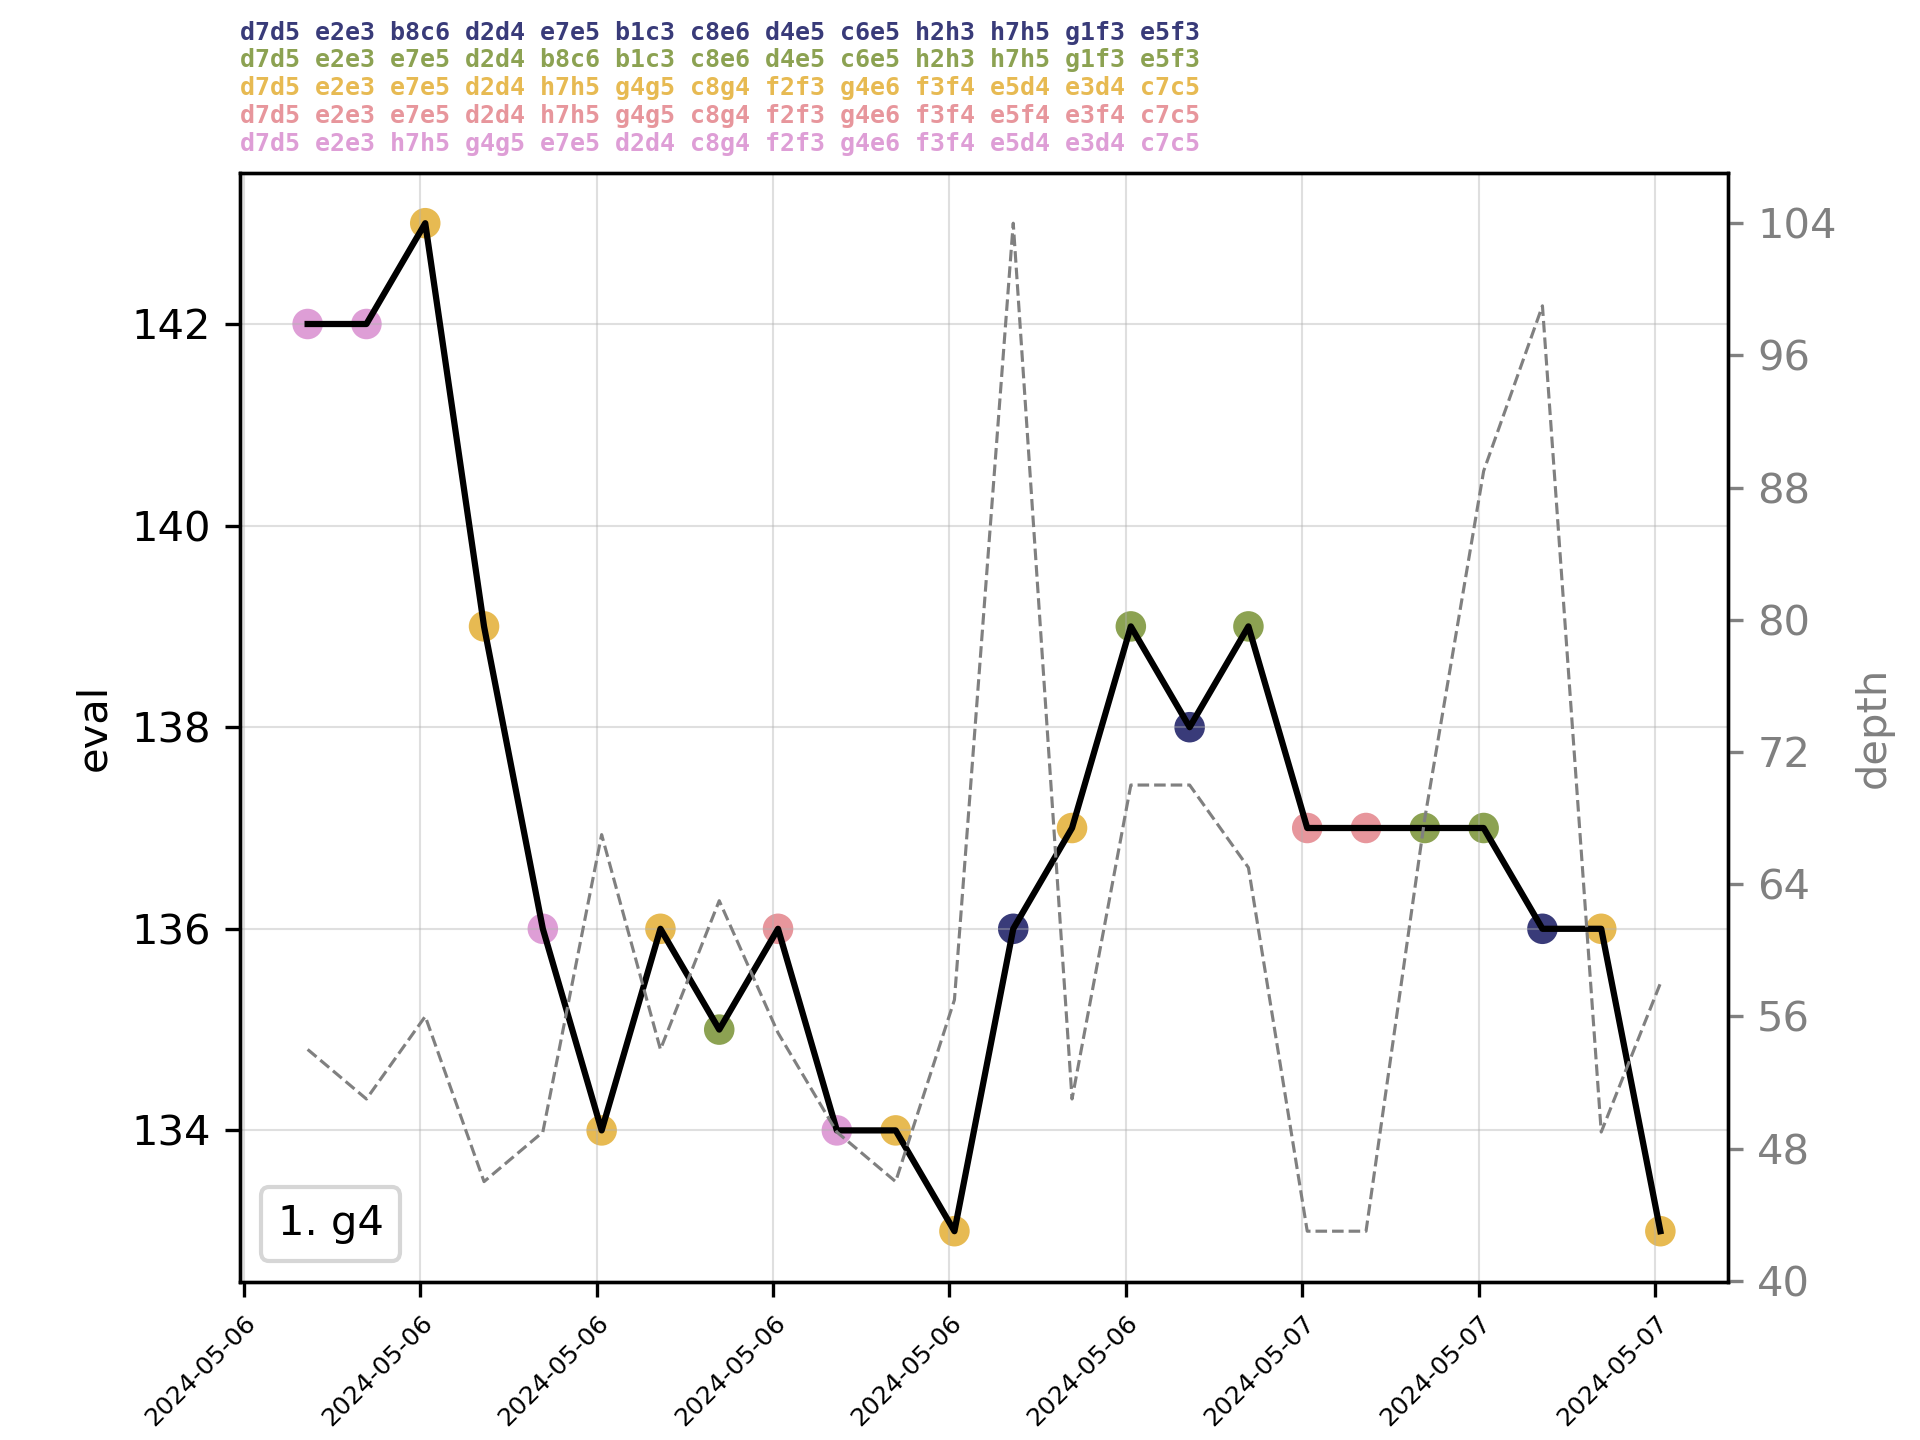 d7d5 e2e3 b8c6 d2d4 e7e5 b1c3 c8e6 d4e5 c6e5 h2h3 h7h5 g1f3 e5f3
d7d5 e2e3 e7e5 d2d4 b8c6 b1c3 c8e6 d4e5 c6e5 h2h3 h7h5 g1f3 e5f3
d7d5 e2e3 e7e5 d2d4 h7h5 g4g5 c8g4 f2f3 g4e6 f3f4 e5d4 e3d4 c7c5
d7d5 e2e3 e7e5 d2d4 h7h5 g4g5 c8g4 f2f3 g4e6 f3f4 e5f4 e3f4 c7c5
d7d5 e2e3 h7h5 g4g5 e7e5 d2d4 c8g4 f2f3 g4e6 f3f4 e5d4 e3d4 c7c5
142
140
138
136
134
eval
104
96
88
80
72
64
56
48
40
depth
1. g4
2024-05-06
2024-05-06
2024-05-06
2024-05-06
2024-05-06
2024-05-06
2024-05-07
2024-05-07
2024-05-07